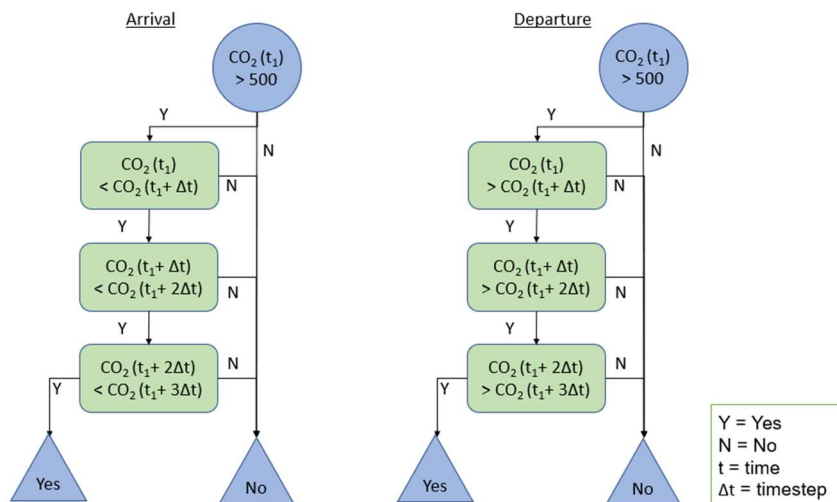 Arrival
CO₂(t₁)
> 500
Y
N
CO₂(t₁)
< CO₂(t₁+ Δt)
N
Y
CO₂(t₁+ Δt)
< CO₂(t₁+ 2Δt)
N
Y
CO₂(t₁+ 2Δt)
< CO₂(t₁+ 3Δt)
N
Y
Yes
No
Departure
CO₂(t₁)
> 500
Y
N
CO₂(t₁)
> CO₂(t₁+ Δt)
N
Y
CO₂(t₁+ Δt)
> CO₂(t₁+ 2Δt)
N
Y
CO₂(t₁+ 2Δt)
> CO₂(t₁+ 3Δt)
N
Y
Yes
No
Y = Yes
N = No
t = time
Δt = timestep